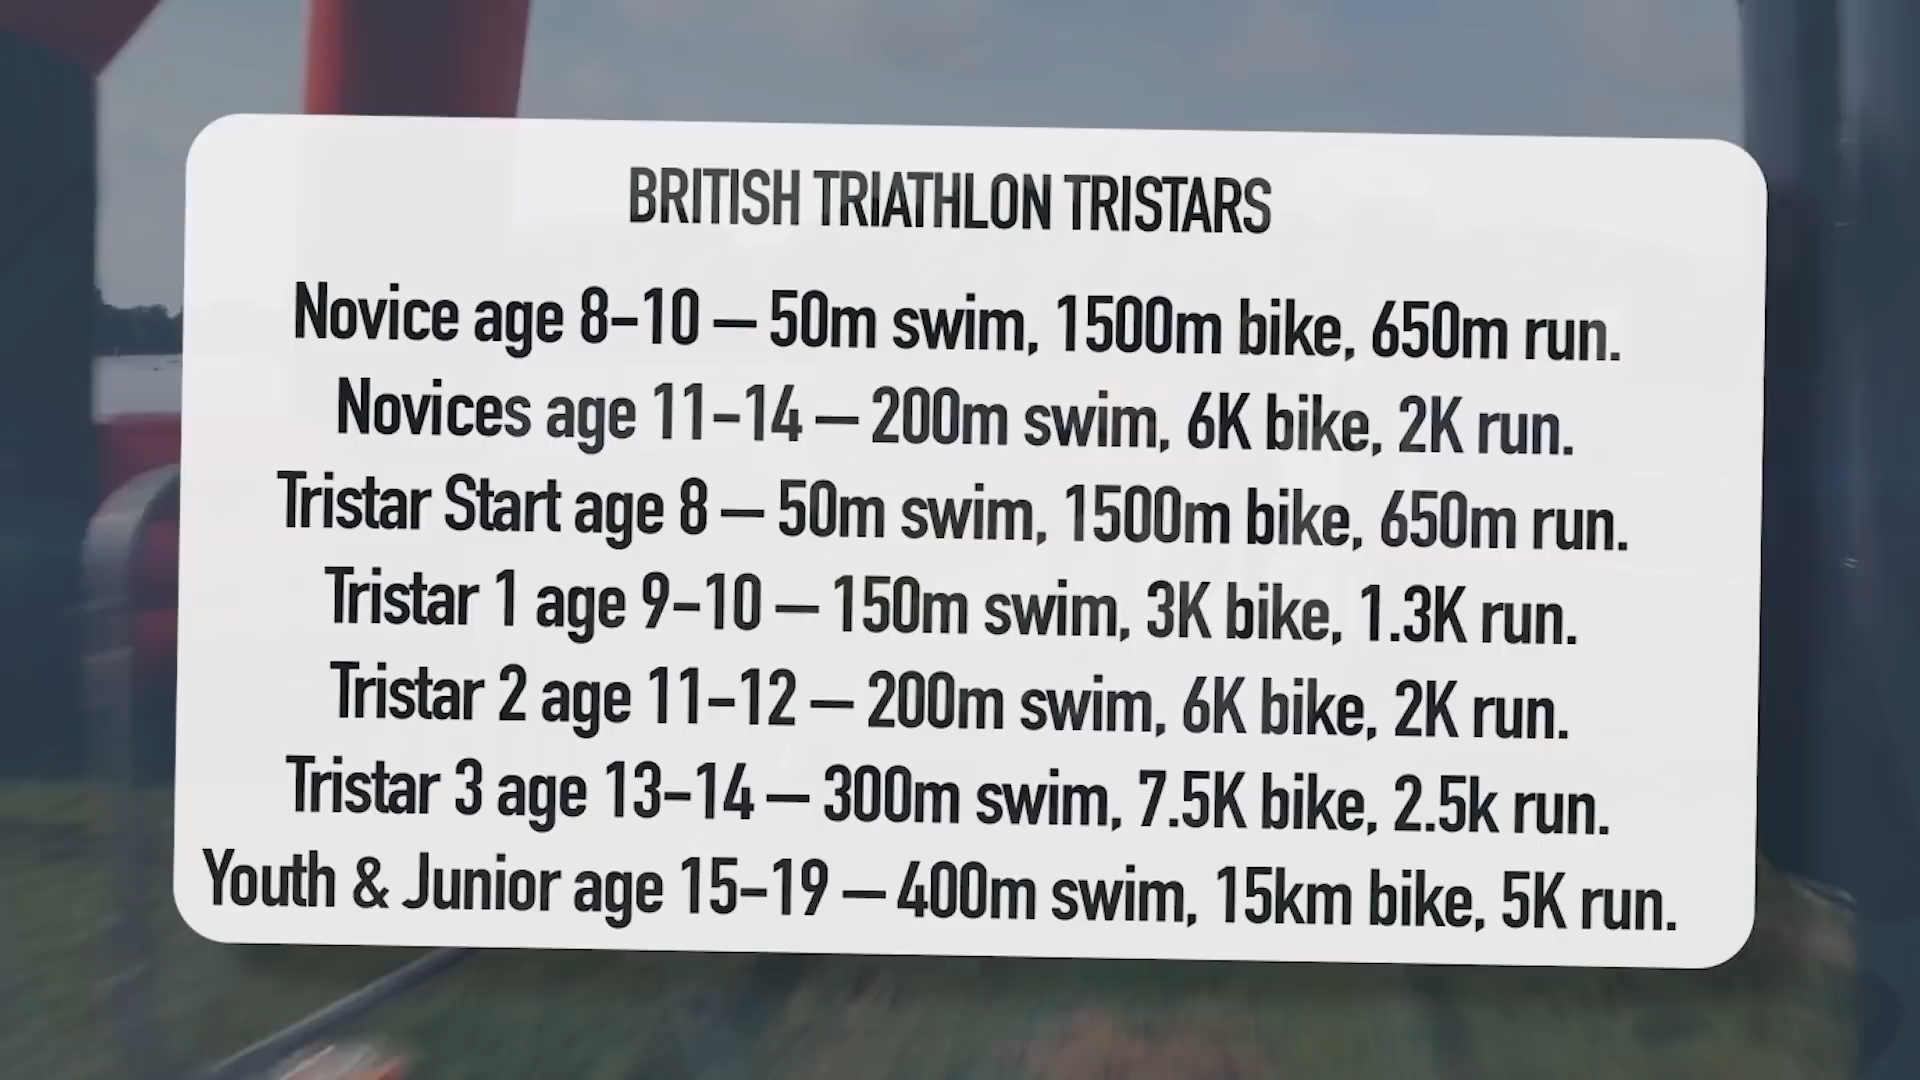 BRITISH TRIATHLON TRISTARS
Novice age 8–10 – 50m swim, 1500m bike, 650m run.
Novices age 11–14 – 200m swim, 6K bike, 2K run.
Tristar Start age 8 – 50m swim, 1500m bike, 650m run.
Tristar 1 age 9–10 – 150m swim, 3K bike, 1.3K run.
Tristar 2 age 11–12 – 200m swim, 6K bike, 2K run.
Tristar 3 age 13–14 – 300m swim, 7.5K bike, 2.5k run.
Youth & Junior age 15–19 – 400m swim, 15km bike, 5K run.